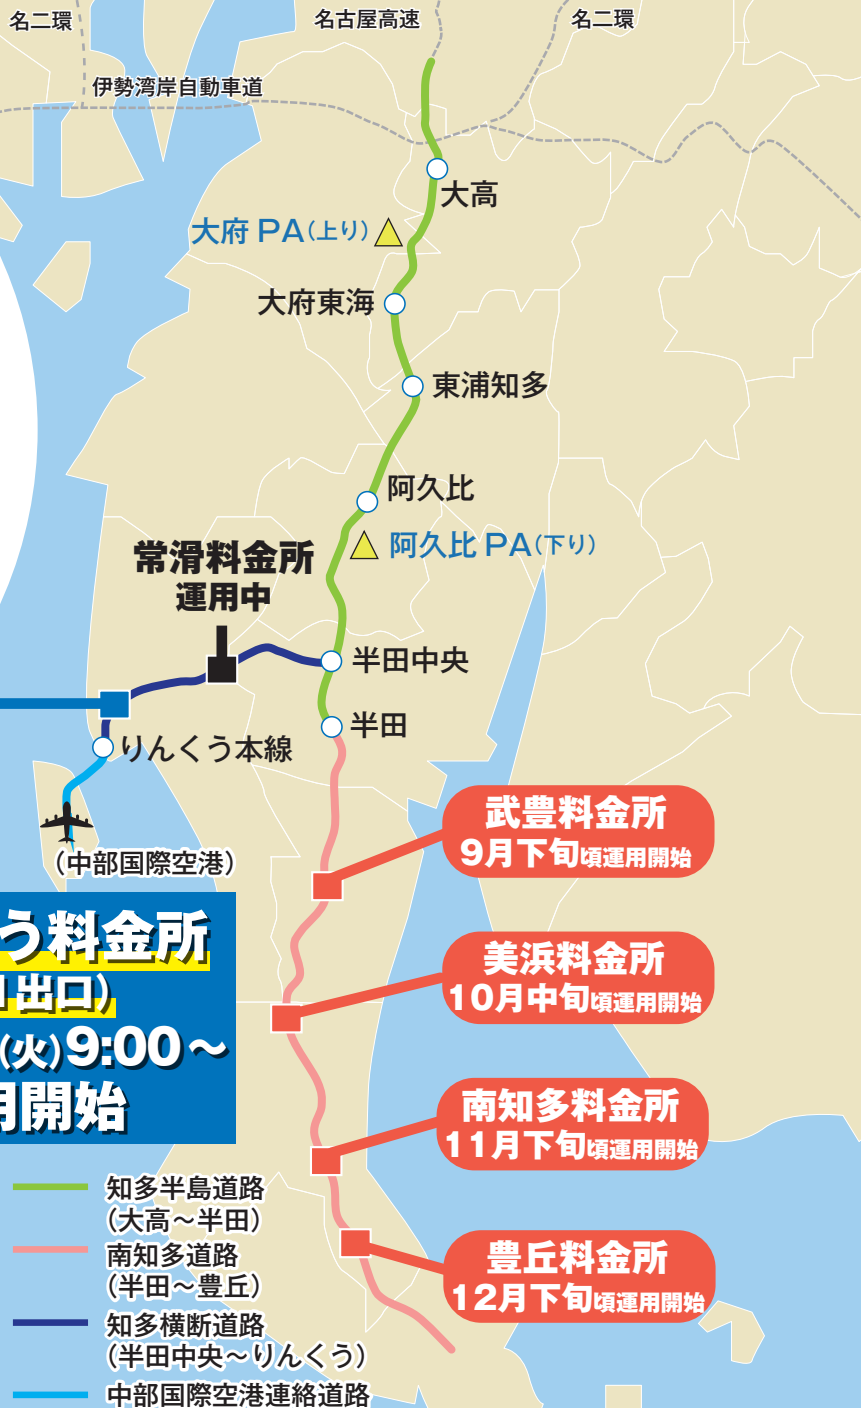 名二環
名古屋高速
名二環
伊勢湾岸自動車道
大高
大府 PA(上り)
大府東海
東浦知多
阿久比
阿久比 PA(下り)
常滑料金所
運用中
半田中央
半田
りんくう本線
(中部国際空港)
武豊料金所
9月下旬頃運用開始
美浜料金所
10月中旬頃運用開始
南知多料金所
11月下旬頃運用開始
豊丘料金所
12月下旬頃運用開始
う料金所
出口)
(火)9:00～
開始
知多半島道路
(大高～半田)
南知多道路
(半田～豊丘)
知多横断道路
(半田中央～りんくう)
中部国際空港連絡道路